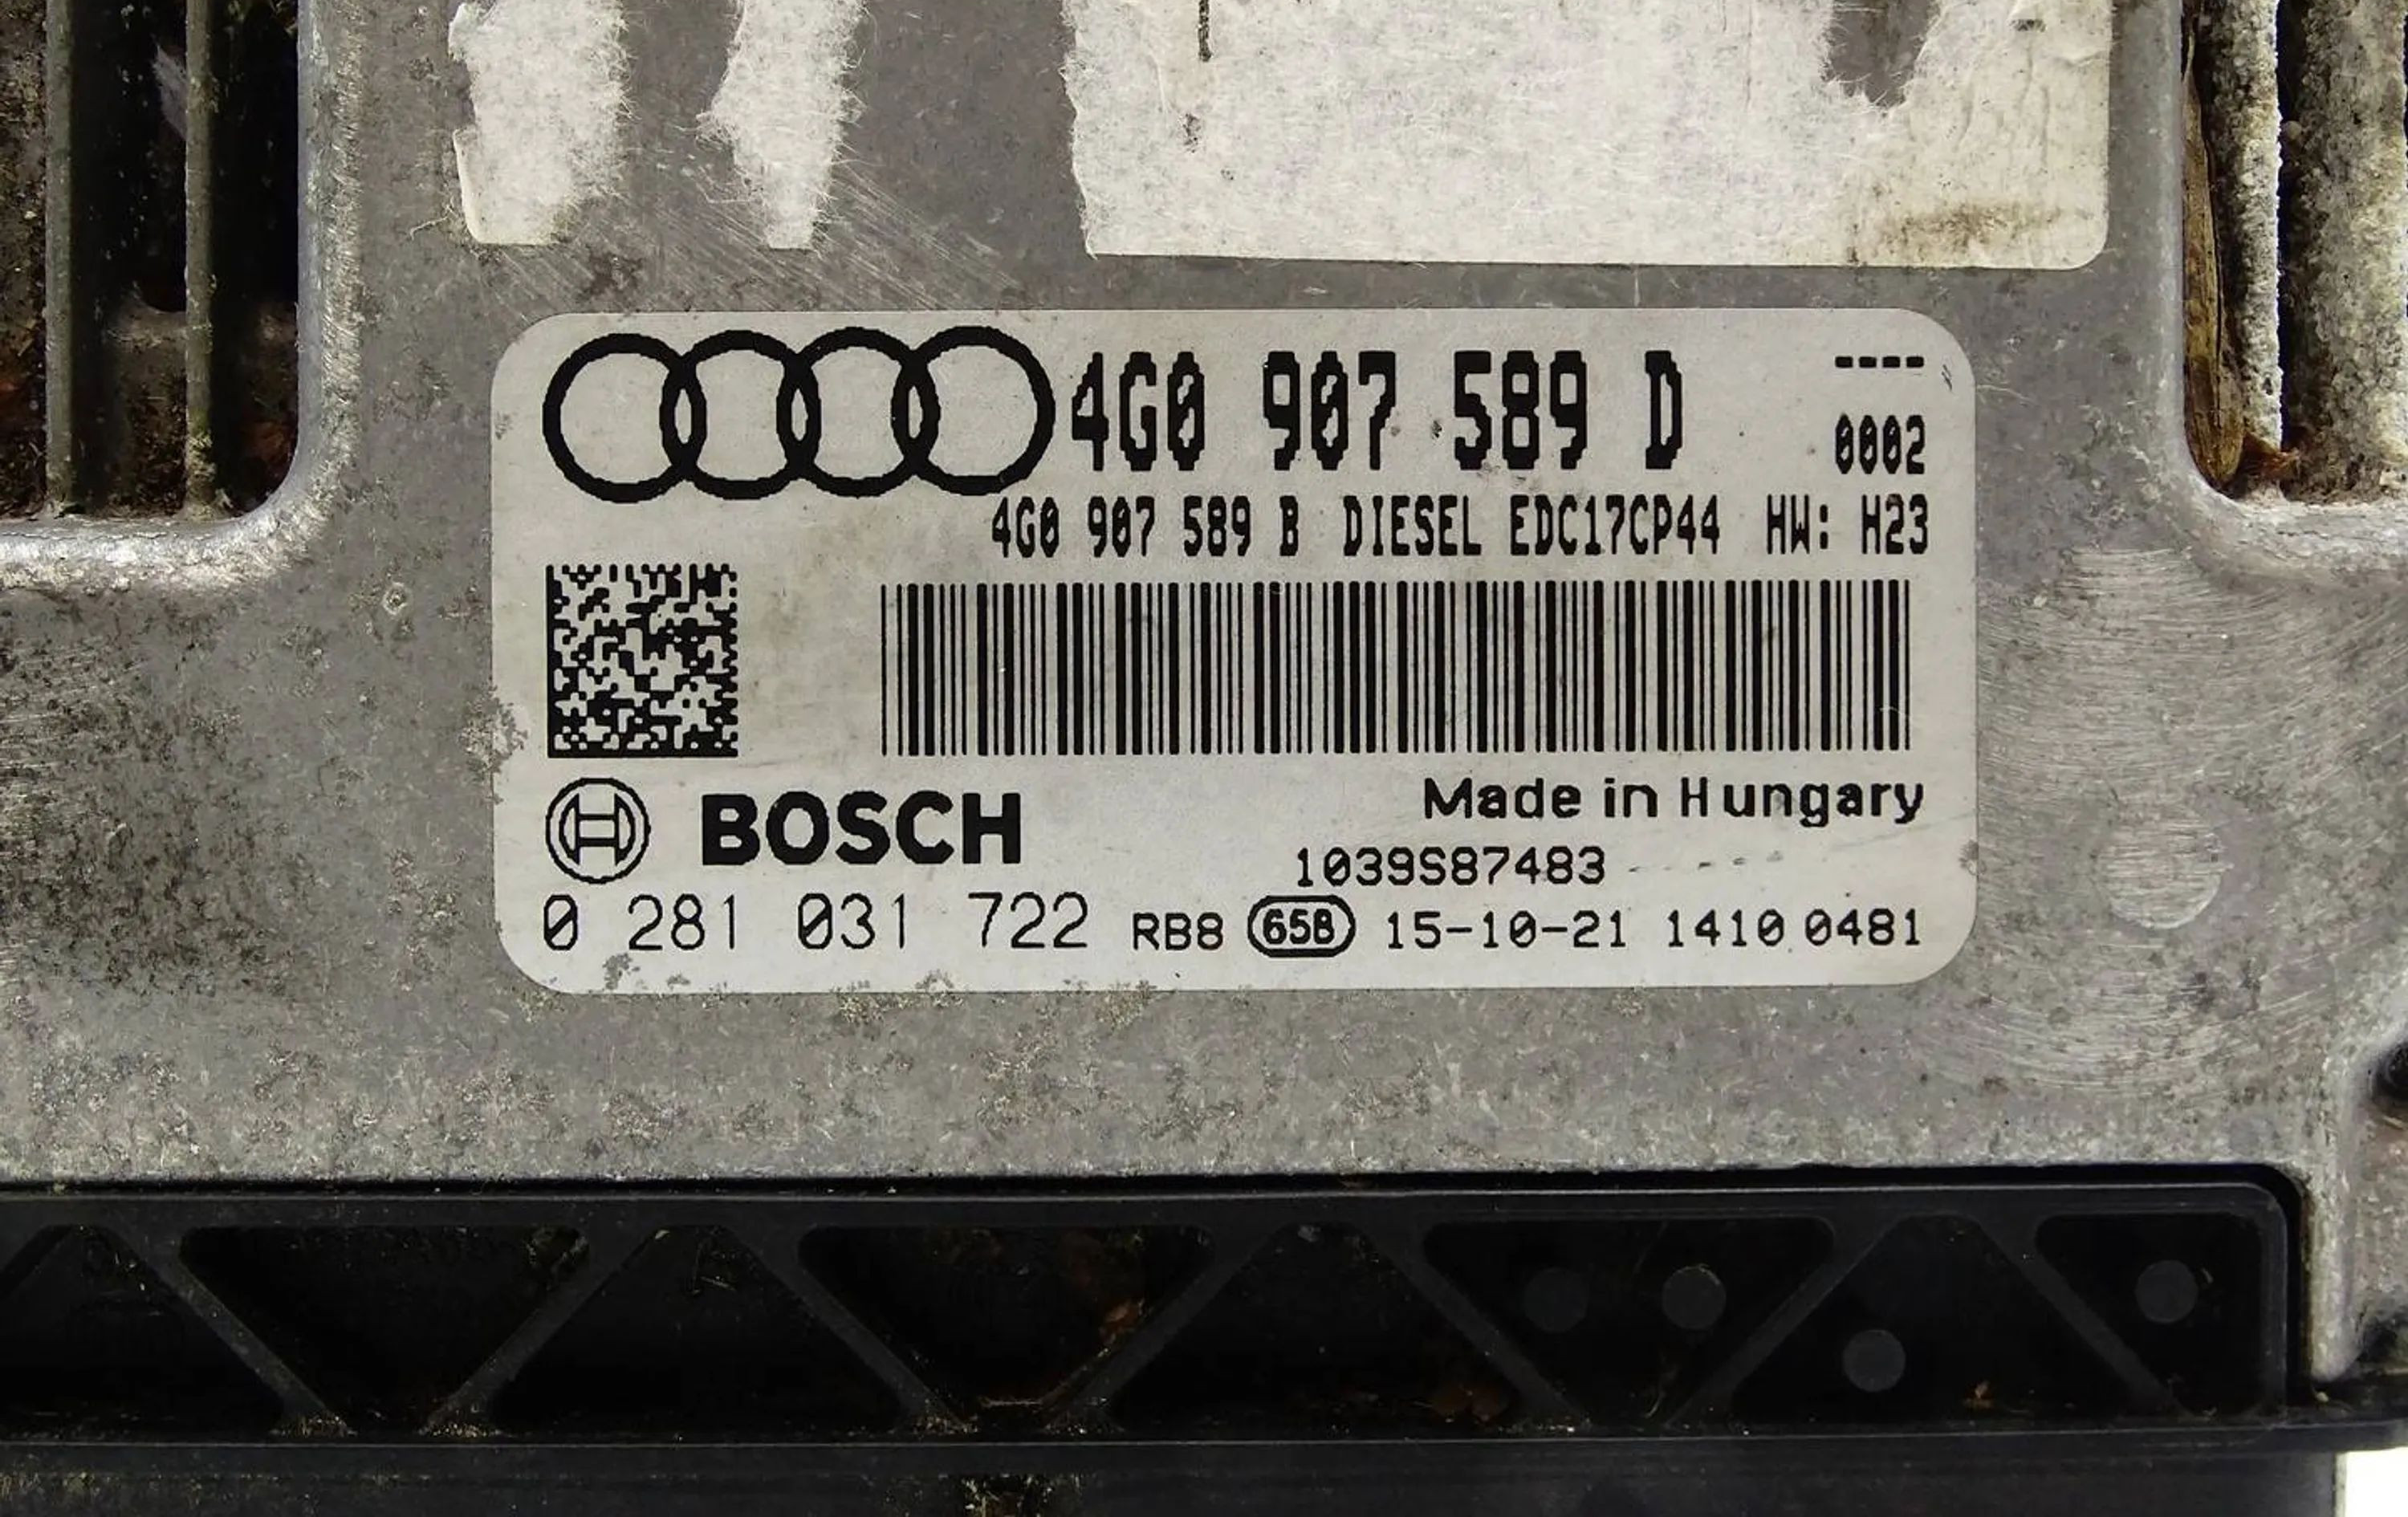 4G0 907 589 D ----
0002
4G0 907 589 B DIESEL EDC17CP44 HW: H23
BOSCH
Made in Hungary
1039S87483
0 281 031 722 RB8 65B 15-10-21 1410 0481